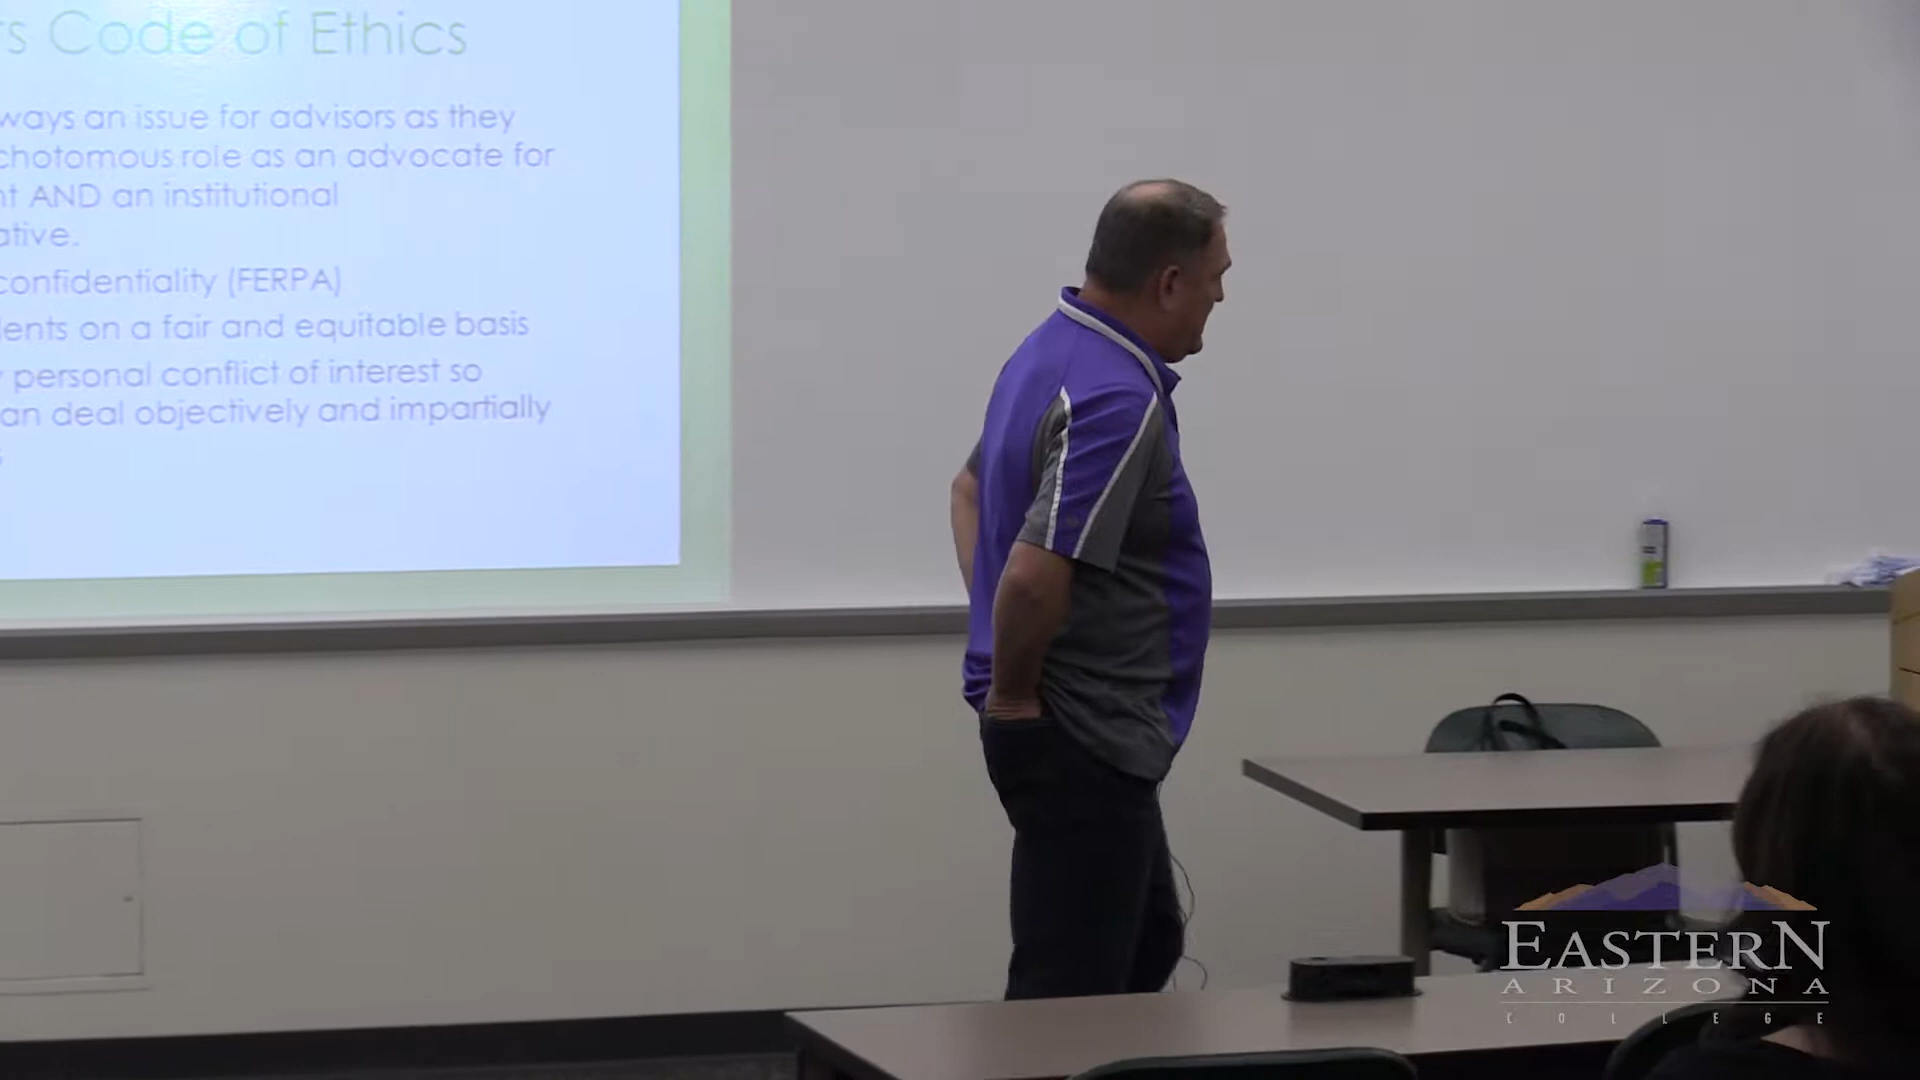 s Code of Ethics
ways an issue for advisors as they
chotomous role as an advocate for
nt AND an institutional
ative.
confidentiality (FERPA)
dents on a fair and equitable basis
personal conflict of interest so
an deal objectively and impartially
s
EASTERN
ARIZONA
COLLEGE